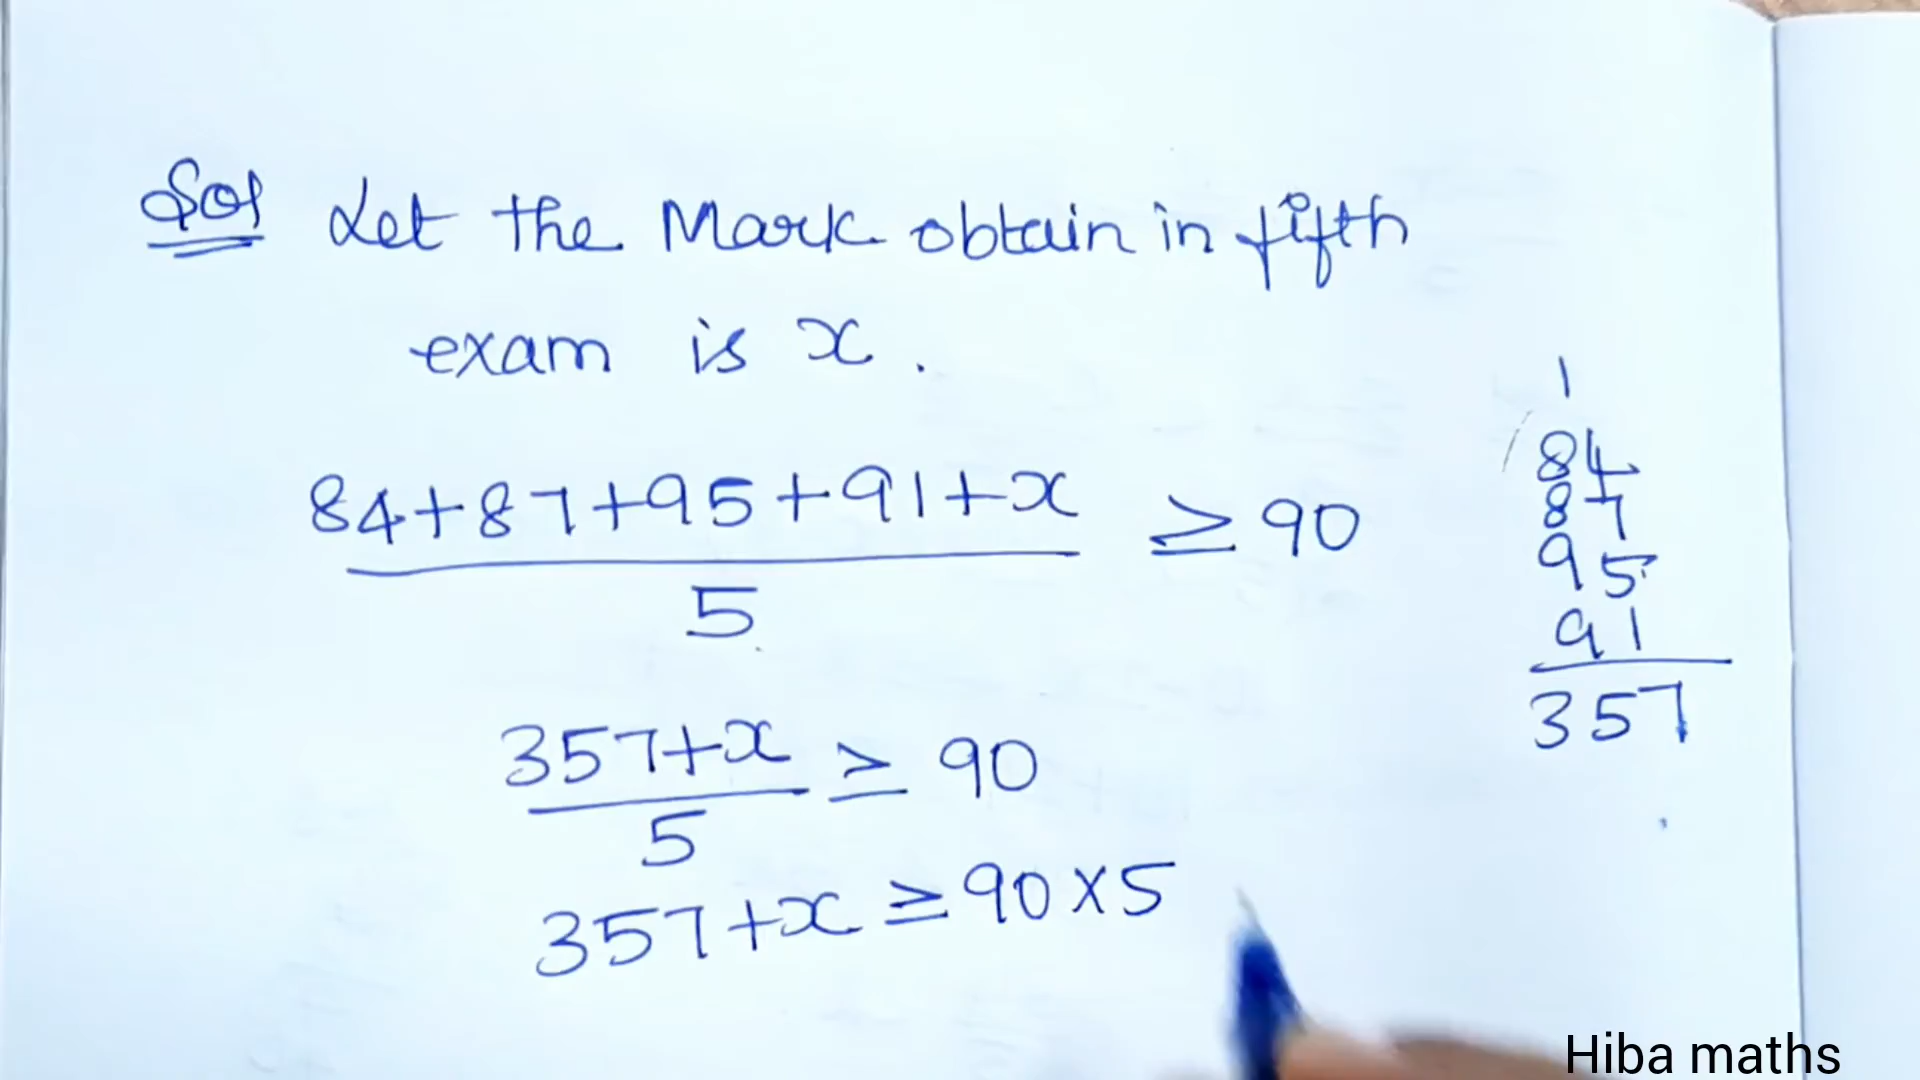 Sol Let the Mark obtain in fifth
exam is x.
84+87+95+91+x
5
≥ 90
357+x
5
≥ 90
357+x ≥ 90×5
1
84
87
95
91
357
Hiba maths